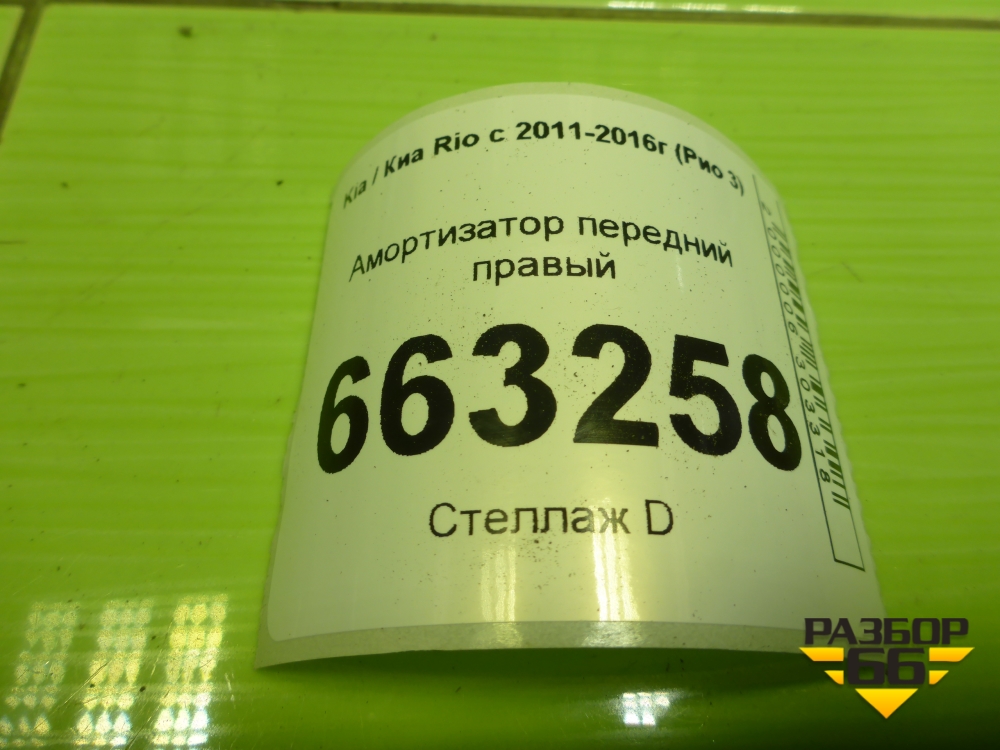 Kia / Киа Rio с 2011-2016г (Рио 3)
Амортизатор передний
правый
663258
Стеллаж D
РАЗБОР
66